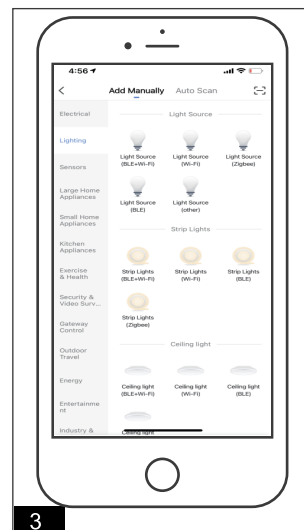 4:56
Add Manually Auto Scan
Electrical
Lighting
Sensors
Large Home
Appliances
Small Home
Appliances
Kitchen
Appliances
Exercise
& Health
Security &
Video Surv...
Gateway
Control
Outdoor
Travel
Energy
Entertainme
nt
Industry &
Light Source
Light Source Light Source Light Source
(BLE+Wi-Fi) (Wi-Fi) (Zigbee)
Light Source Light Source
(BLE) (other)
Strip Lights
Strip Lights Strip Lights Strip Lights
(BLE+Wi-Fi) (Wi-Fi) (BLE)
Strip Lights
(Zigbee)
Ceiling light
Ceiling light Ceiling light Ceiling light
(BLE+Wi-Fi) (Wi-Fi) (BLE)
Ceiling light
3